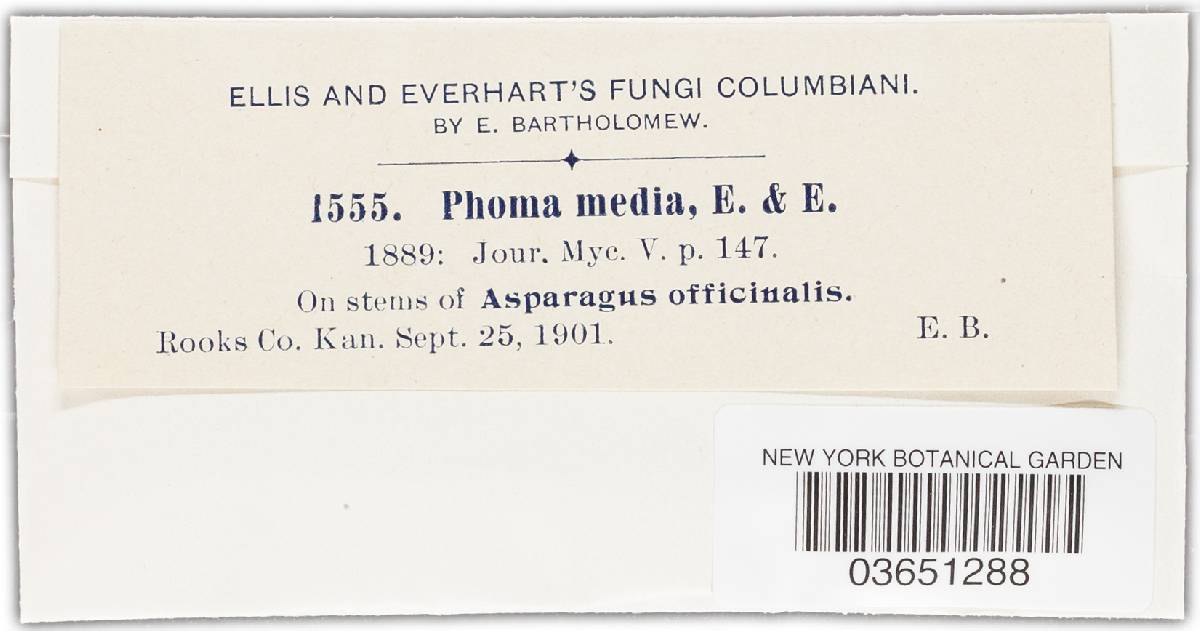 ELLIS AND EVERHART'S FUNGI COLUMBIANI.
BY E. BARTHOLOMEW.
1555. Phoma media, E. & E.
1889: Jour. Myc. V. p. 147.
On stems of Asparagus officinalis.
Rooks Co. Kan. Sept. 25, 1901. E. B.
NEW YORK BOTANICAL GARDEN
03651288